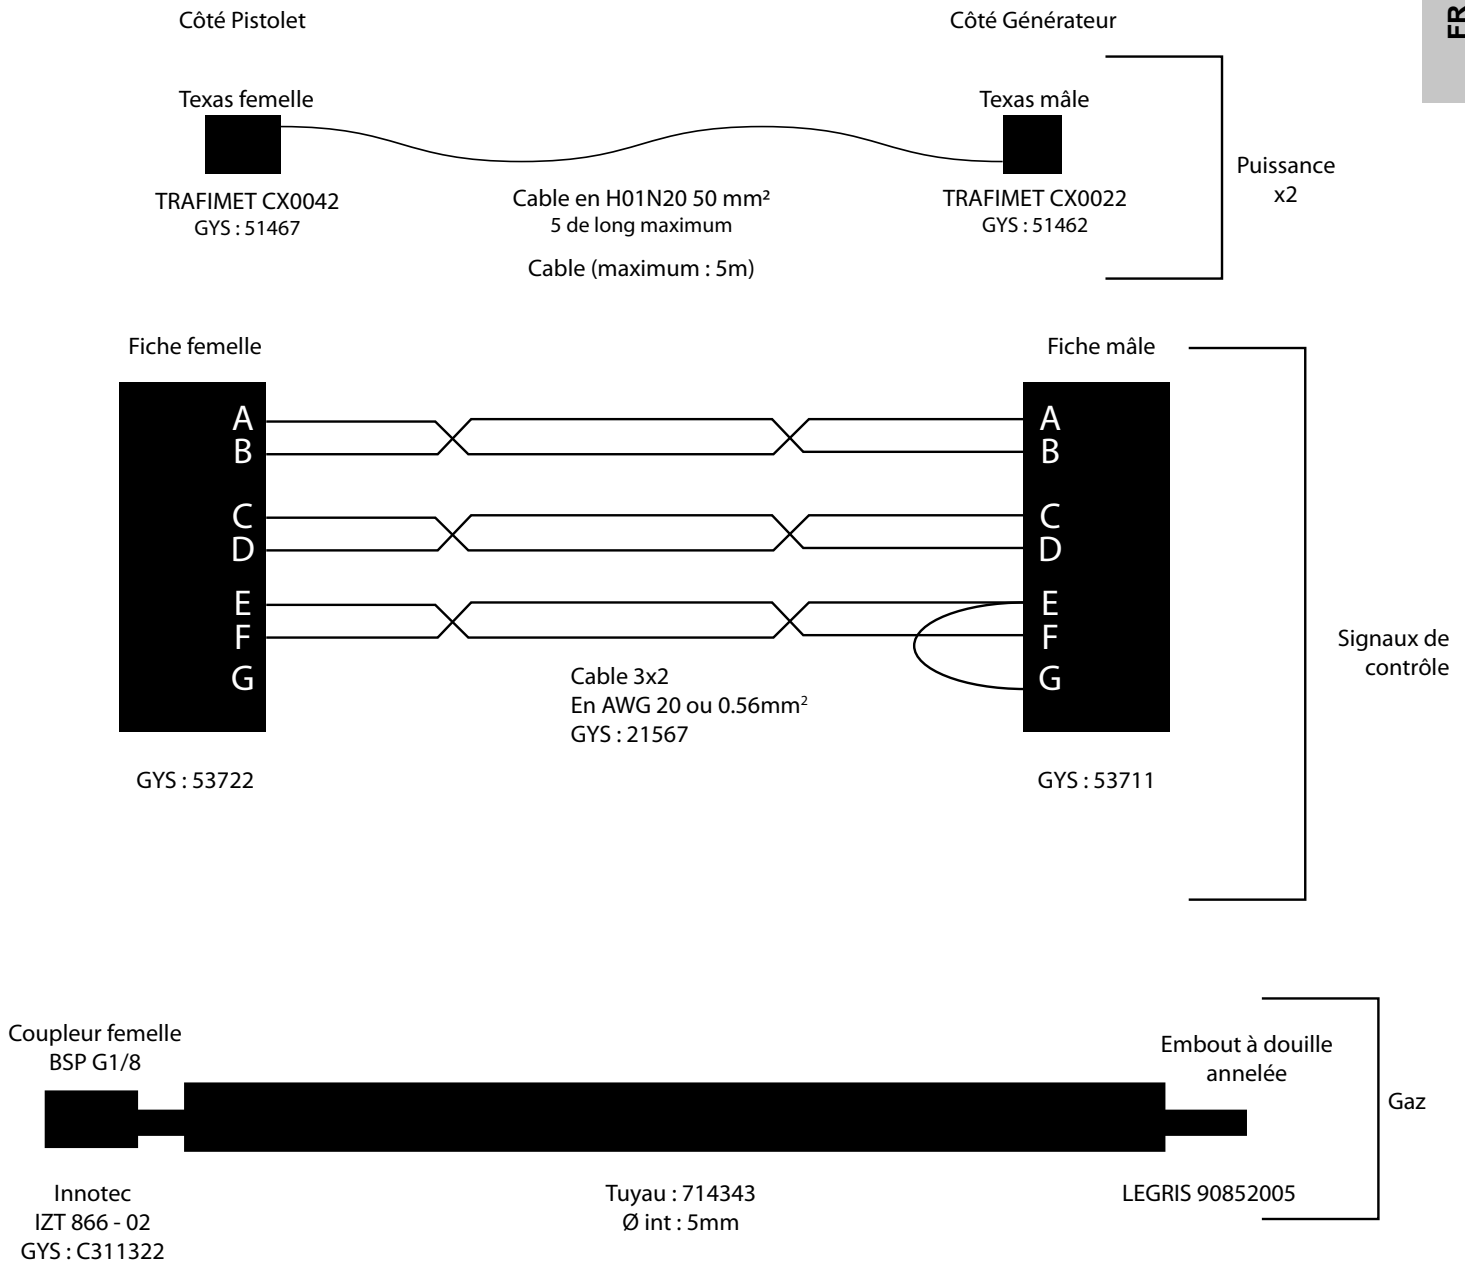 Côté Pistolet
Côté Générateur
FR
Texas femelle
Texas mâle
TRAFIMET CX0042
GYS : 51467
Cable en H01N20 50 mm²
5 de long maximum
Cable (maximum : 5m)
TRAFIMET CX0022
GYS : 51462
Puissance
x2
Fiche femelle
Fiche mâle
A
B
C
D
E
F
G
A
B
C
D
E
F
G
Cable 3x2
En AWG 20 ou 0.56mm²
GYS : 21567
Signaux de
contrôle
GYS : 53722
GYS : 53711
Coupleur femelle
BSP G1/8
Embout à douille
annelée
Gaz
Innotec
IZT 866 - 02
GYS : C311322
Tuyau : 714343
Ø int : 5mm
LEGRIS 90852005